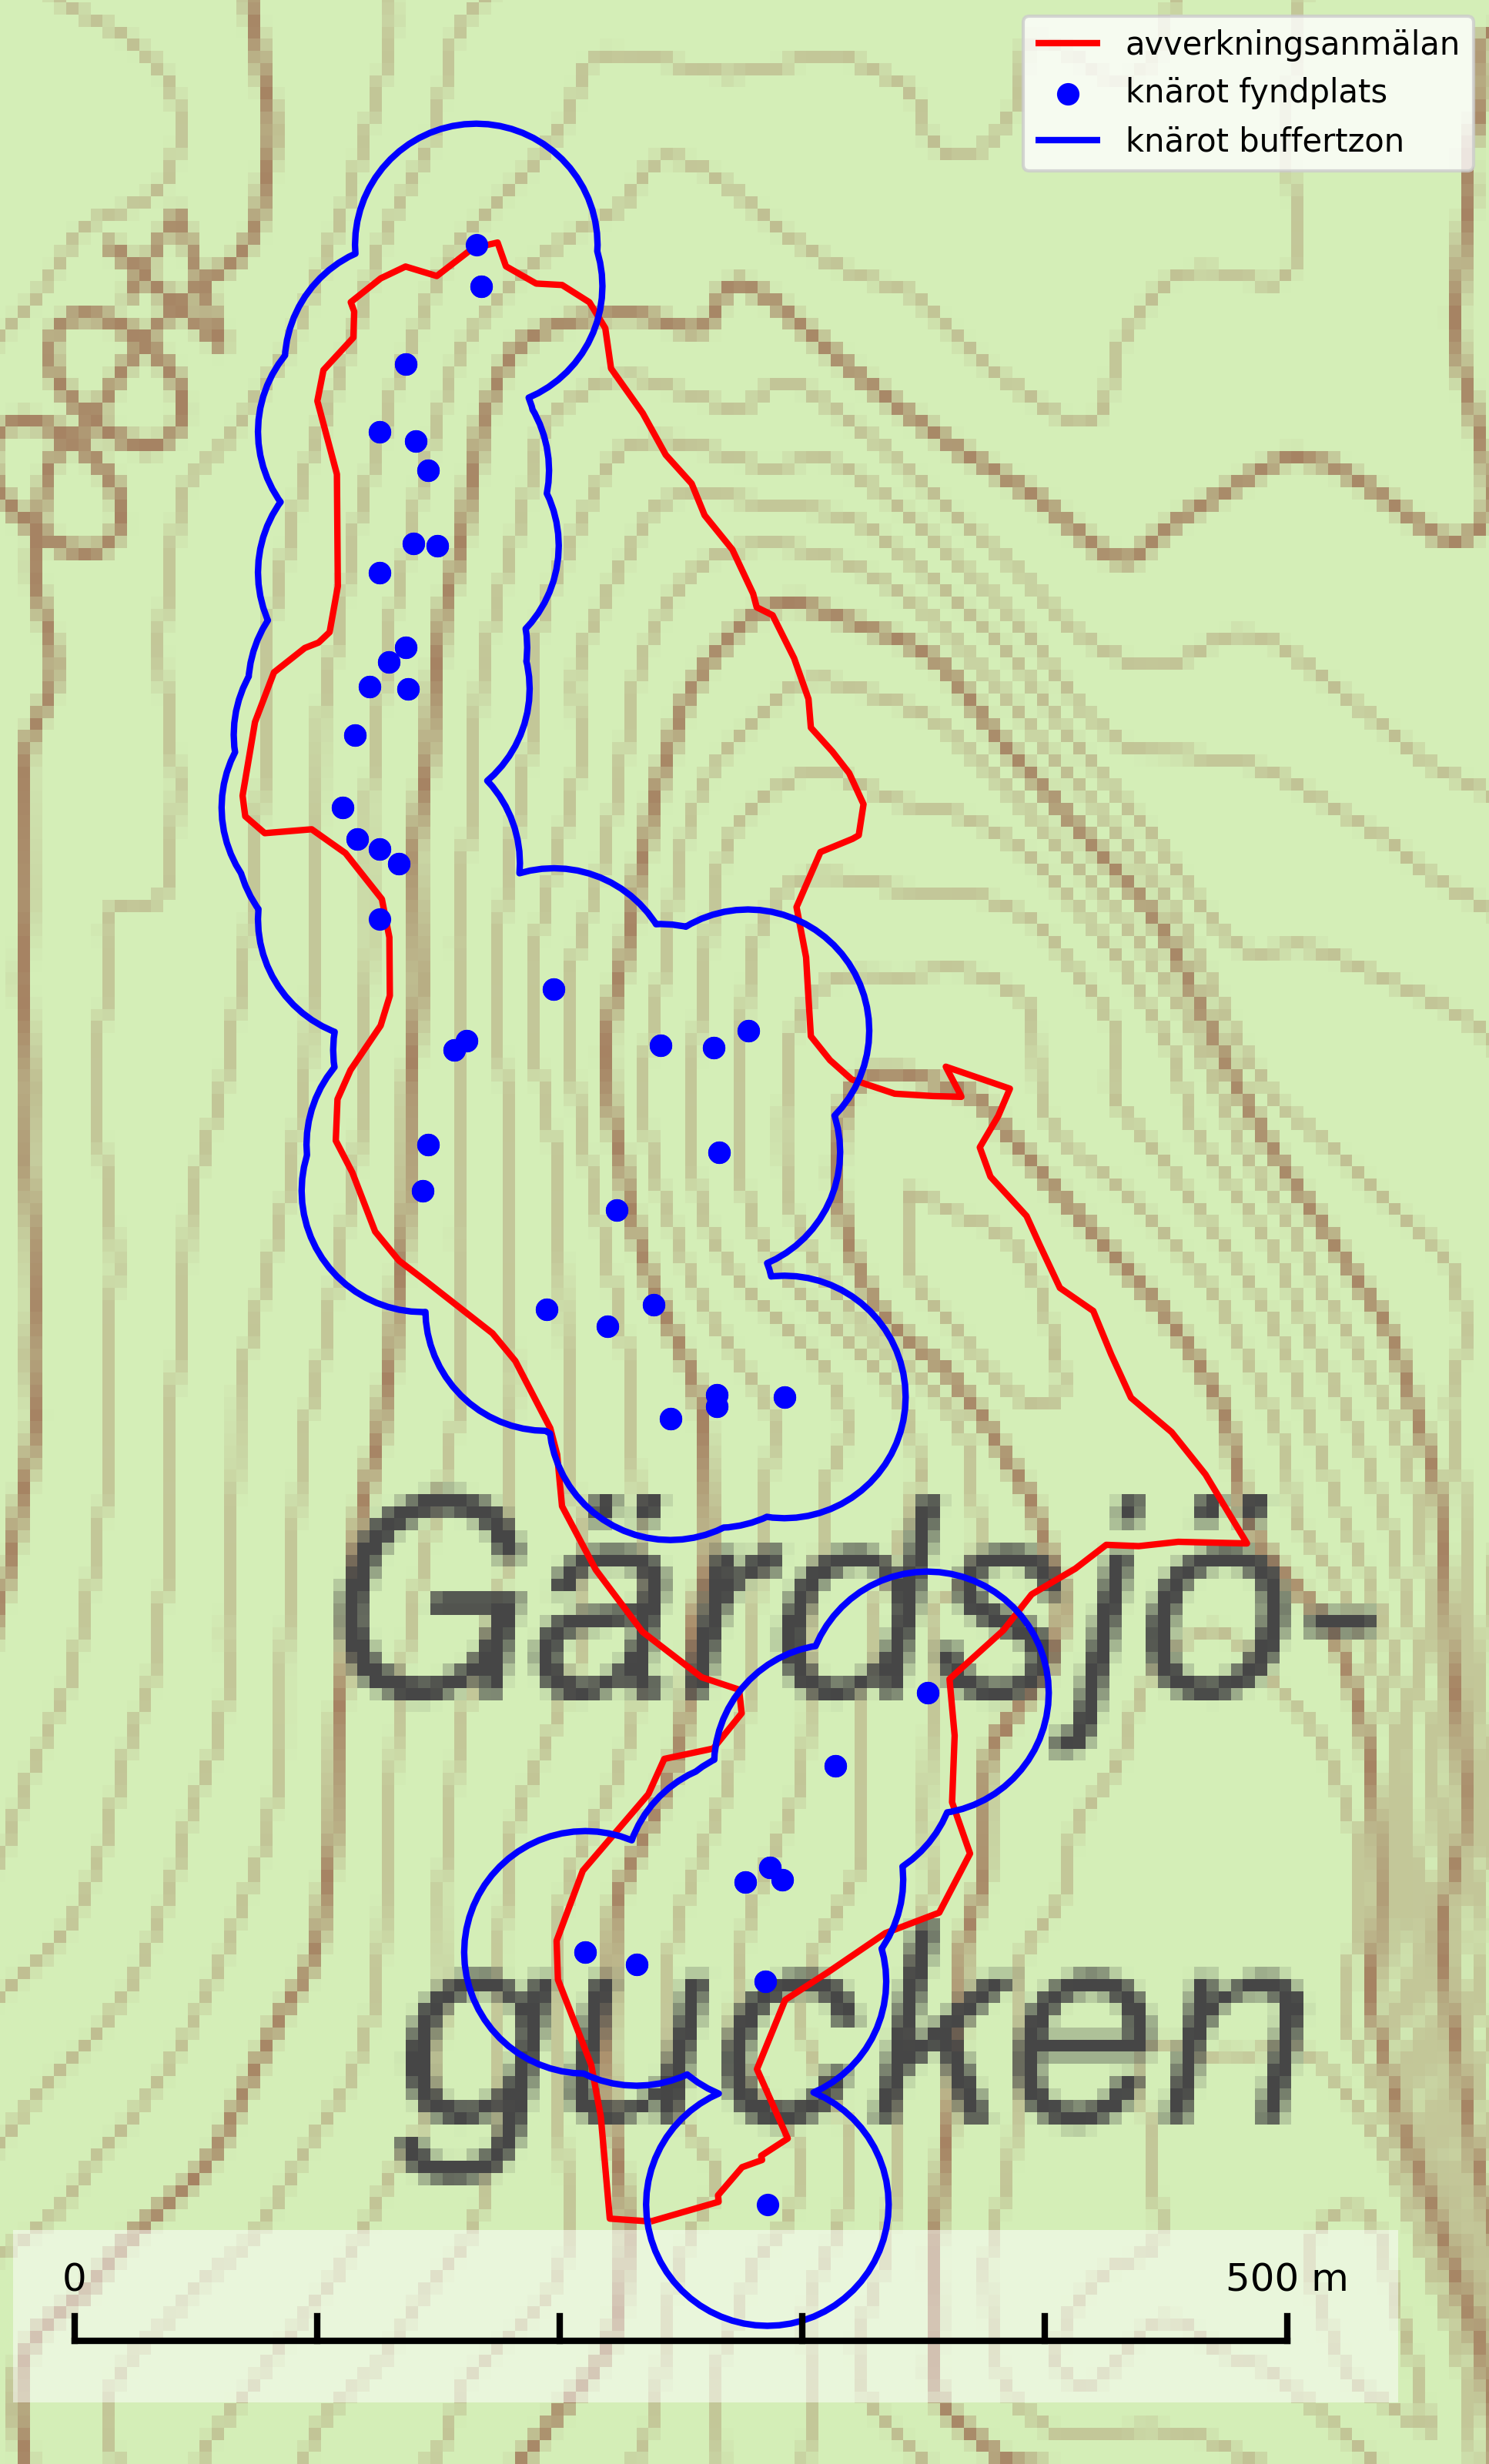 avverkningsanmälan
knärot fyndplats
knärot buffertzon
Gärdsjö-
gucken
0 500 m